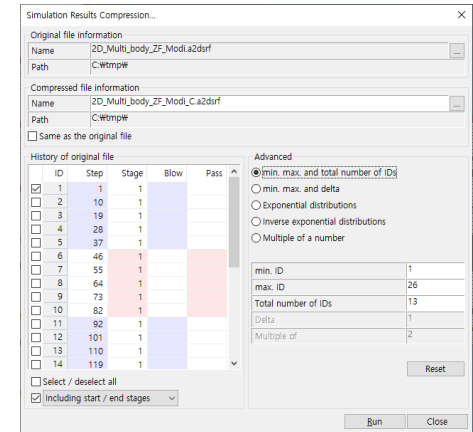 Simulation Results Compression...
Original file information
Name 2D_Multi_body_ZF_Modi.a2dsrf ...
Path C:₩tmp₩
Compressed file information
Name 2D_Multi_body_ZF_Modi_C.a2dsrf ...
Path C:₩tmp₩
Same as the original file
History of original file
ID Step Stage Blow Pass
1 1 1
2 10 1
3 19 1
4 28 1
5 37 1
6 46 1
7 55 1
8 64 1
9 73 1
10 82 1
11 92 1
12 101 1
13 110 1
14 119 1
Select / deselect all
Including start / end stages
Advanced
min. max. and total number of IDs
min. max. and delta
Exponential distributions
Inverse exponential distributions
Multiple of a number
min. ID 1
max. ID 26
Total number of IDs 13
Delta 1
Multiple of 2
Reset
Run Close